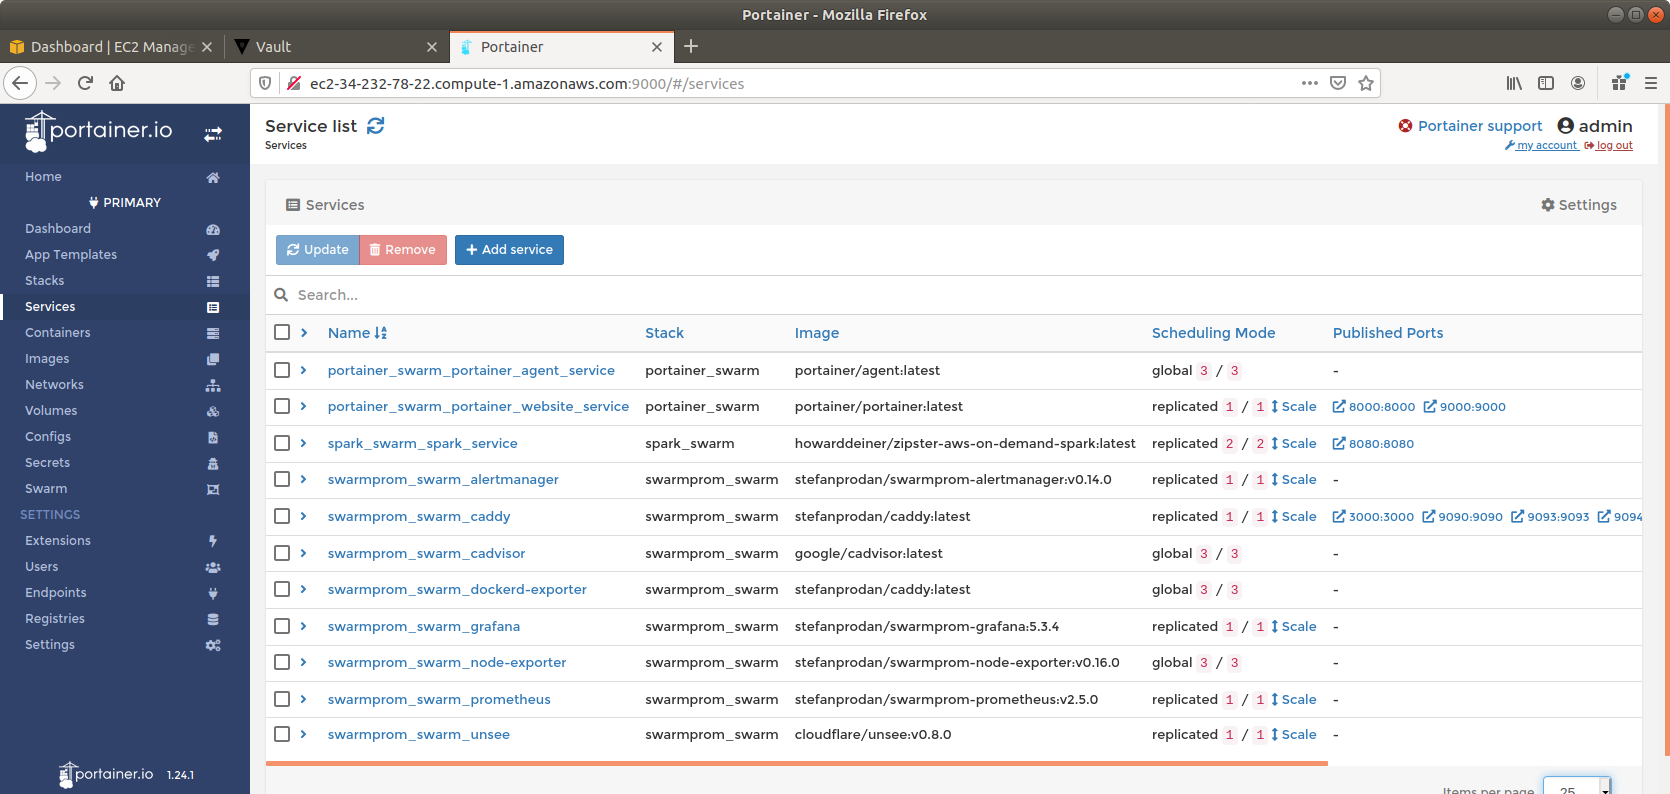 Portainer - Mozilla Firefox
Dashboard | EC2 Manage
Vault
Portainer
ec2-34-232-78-22.compute-1.amazonaws.com:9000/#/services
portainer.io
Service list
Portainer support admin
Services
my account log out
Home
PRIMARY
Dashboard
App Templates
Stacks
Services
Containers
Images
Networks
Volumes
Configs
Secrets
Swarm
SETTINGS
Extensions
Users
Endpoints
Registries
Settings
portainer.io 1.24.1
Services Settings
Update Remove + Add service
Search...
Name Stack Image Scheduling Mode Published Ports
portainer_swarm_portainer_agent_service portainer_swarm portainer/agent:latest global 3 / 3 -
portainer_swarm_portainer_website_service portainer_swarm portainer/portainer:latest replicated 1 / 1 Scale 8000:8000 9000:9000
spark_swarm_spark_service spark_swarm howarddeiner/zipster-aws-on-demand-spark:latest replicated 2 / 2 Scale 8080:8080
swarmprom_swarm_alertmanager swarmprom_swarm stefanprodan/swarmprom-alertmanager:v0.14.0 replicated 1 / 1 Scale -
swarmprom_swarm_caddy swarmprom_swarm stefanprodan/caddy:latest replicated 1 / 1 Scale 3000:3000 9090:9090 9093:9093 9094
swarmprom_swarm_cadvisor swarmprom_swarm google/cadvisor:latest global 3 / 3 -
swarmprom_swarm_dockerd-exporter swarmprom_swarm stefanprodan/caddy:latest global 3 / 3 -
swarmprom_swarm_grafana swarmprom_swarm stefanprodan/swarmprom-grafana:5.3.4 replicated 1 / 1 Scale -
swarmprom_swarm_node-exporter swarmprom_swarm stefanprodan/swarmprom-node-exporter:v0.16.0 global 3 / 3 -
swarmprom_swarm_prometheus swarmprom_swarm stefanprodan/swarmprom-prometheus:v2.5.0 replicated 1 / 1 Scale -
swarmprom_swarm_unsee swarmprom_swarm cloudflare/unsee:v0.8.0 replicated 1 / 1 Scale -
Items per page 25